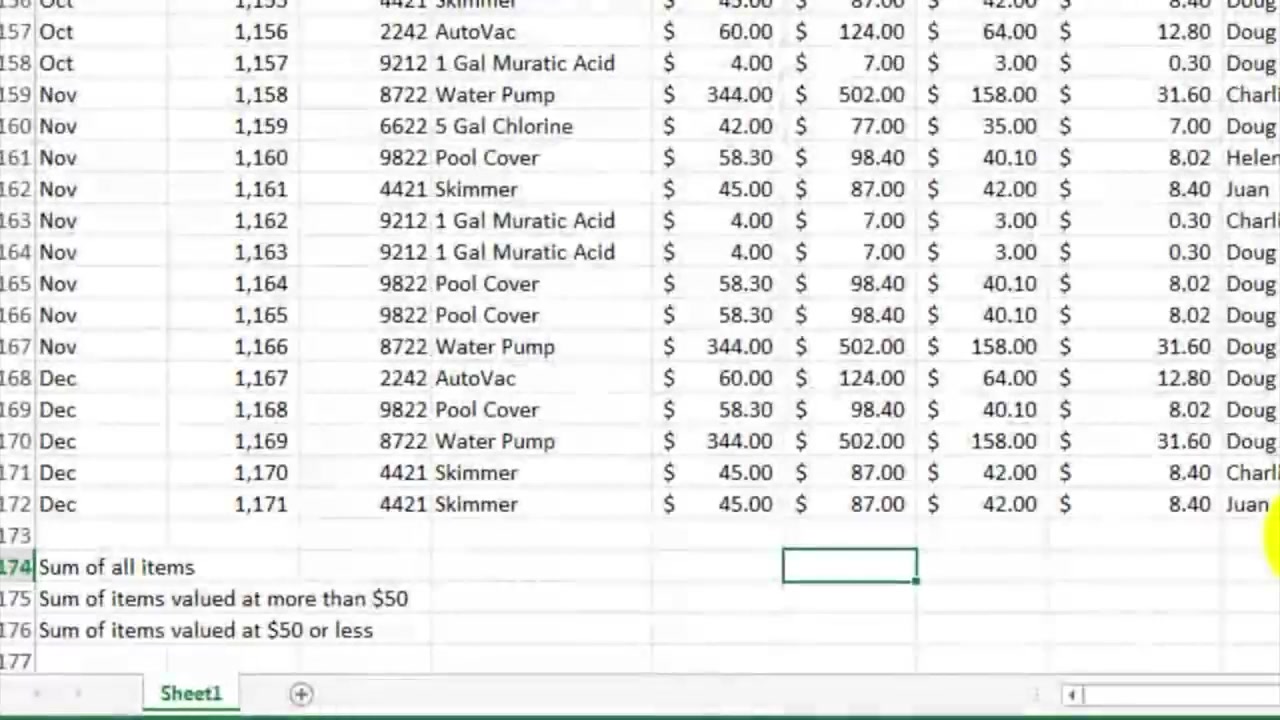 156 Oct 1,155 4421 Skimmer $ 45.00 $ 87.00 $ 42.00 $ 8.40 Doug
157 Oct 1,156 2242 AutoVac $ 60.00 $ 124.00 $ 64.00 $ 12.80 Doug
158 Oct 1,157 9212 1 Gal Muratic Acid $ 4.00 $ 7.00 $ 3.00 $ 0.30 Doug
159 Nov 1,158 8722 Water Pump $ 344.00 $ 502.00 $ 158.00 $ 31.60 Charli
160 Nov 1,159 6622 5 Gal Chlorine $ 42.00 $ 77.00 $ 35.00 $ 7.00 Doug
161 Nov 1,160 9822 Pool Cover $ 58.30 $ 98.40 $ 40.10 $ 8.02 Helen
162 Nov 1,161 4421 Skimmer $ 45.00 $ 87.00 $ 42.00 $ 8.40 Juan
163 Nov 1,162 9212 1 Gal Muratic Acid $ 4.00 $ 7.00 $ 3.00 $ 0.30 Charli
164 Nov 1,163 9212 1 Gal Muratic Acid $ 4.00 $ 7.00 $ 3.00 $ 0.30 Doug
165 Nov 1,164 9822 Pool Cover $ 58.30 $ 98.40 $ 40.10 $ 8.02 Doug
166 Nov 1,165 9822 Pool Cover $ 58.30 $ 98.40 $ 40.10 $ 8.02 Doug
167 Nov 1,166 8722 Water Pump $ 344.00 $ 502.00 $ 158.00 $ 31.60 Doug
168 Dec 1,167 2242 AutoVac $ 60.00 $ 124.00 $ 64.00 $ 12.80 Doug
169 Dec 1,168 9822 Pool Cover $ 58.30 $ 98.40 $ 40.10 $ 8.02 Doug
170 Dec 1,169 8722 Water Pump $ 344.00 $ 502.00 $ 158.00 $ 31.60 Doug
171 Dec 1,170 4421 Skimmer $ 45.00 $ 87.00 $ 42.00 $ 8.40 Charli
172 Dec 1,171 4421 Skimmer $ 45.00 $ 87.00 $ 42.00 $ 8.40 Juan
173
174 Sum of all items
175 Sum of items valued at more than $50
176 Sum of items valued at $50 or less
177
Sheet1